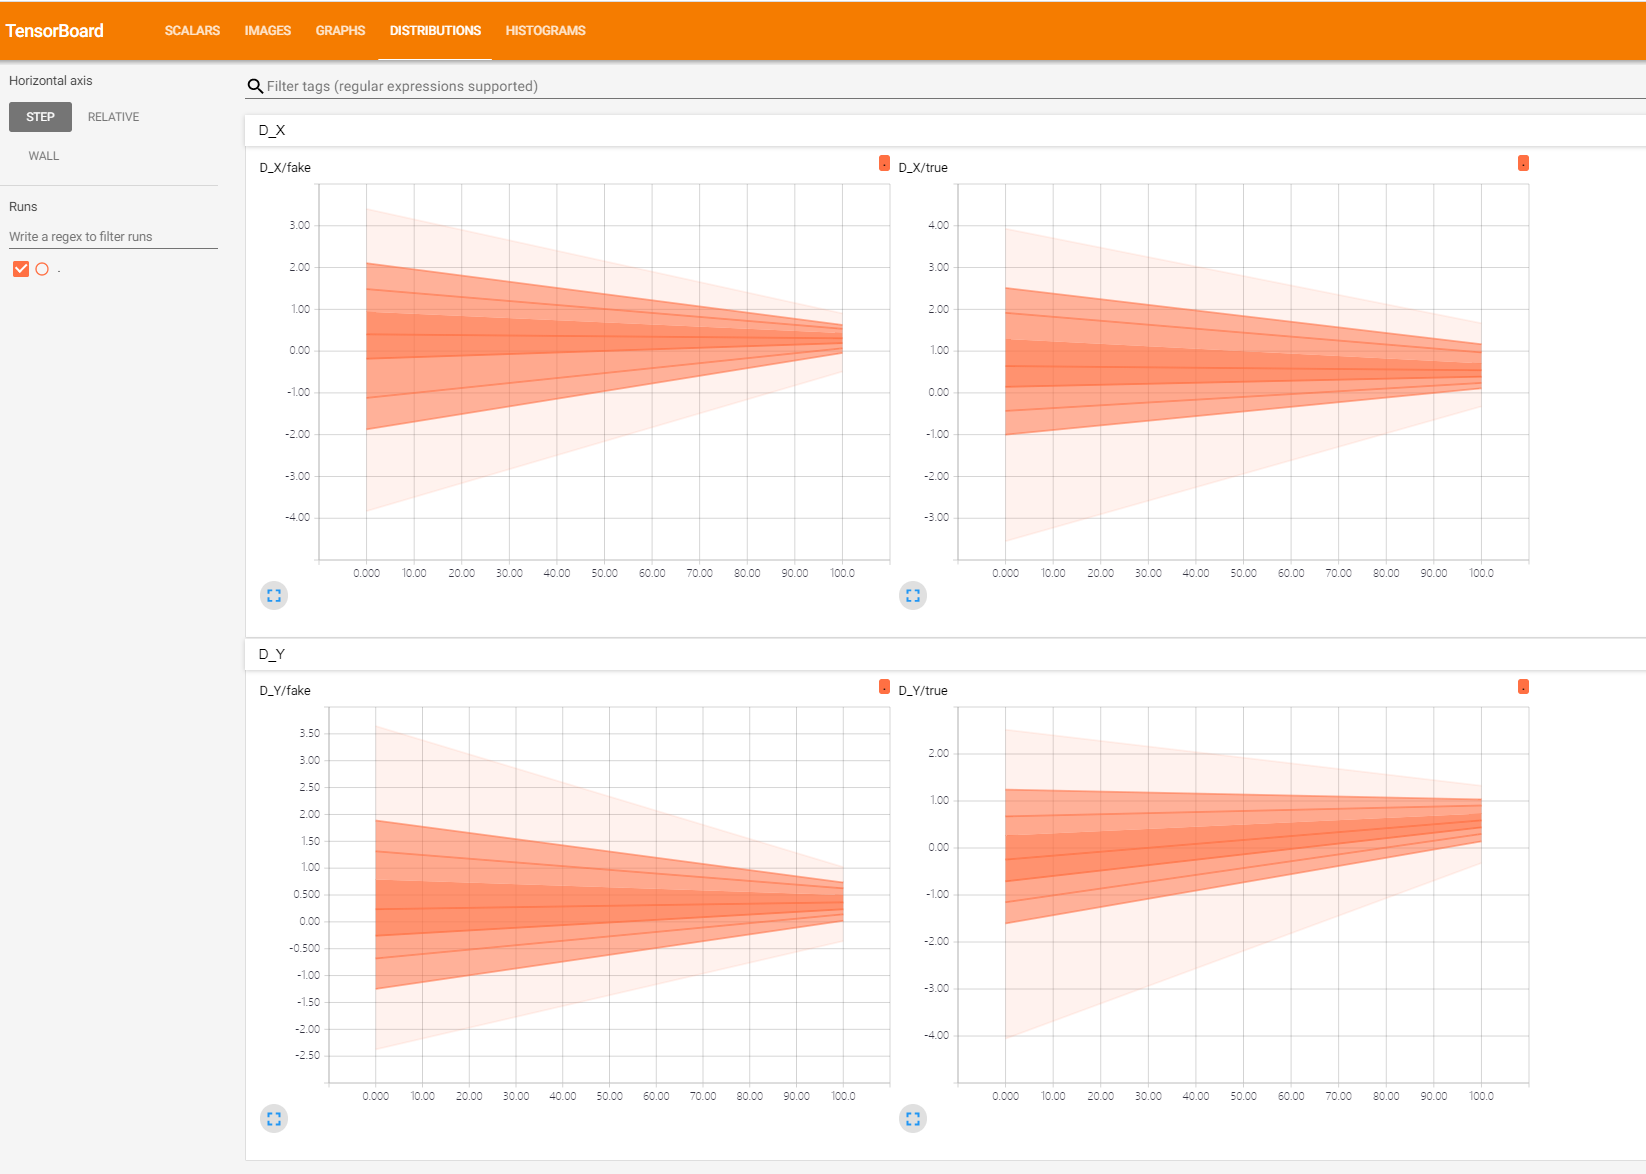 TensorBoard SCALARS IMAGES GRAPHS DISTRIBUTIONS HISTOGRAMS
Horizontal axis
STEP RELATIVE
WALL
Runs
Write a regex to filter runs
.
Filter tags (regular expressions supported)
D_X
D_X/fake
.
3.00
2.00
1.00
0.00
-1.00
-2.00
-3.00
-4.00
0.000 10.00 20.00 30.00 40.00 50.00 60.00 70.00 80.00 90.00 100.0
D_X/true
.
4.00
3.00
2.00
1.00
0.00
-1.00
-2.00
-3.00
0.000 10.00 20.00 30.00 40.00 50.00 60.00 70.00 80.00 90.00 100.0
D_Y
D_Y/fake
.
3.50
3.00
2.50
2.00
1.50
1.00
0.500
0.00
-0.500
-1.00
-1.50
-2.00
-2.50
0.000 10.00 20.00 30.00 40.00 50.00 60.00 70.00 80.00 90.00 100.0
D_Y/true
.
2.00
1.00
0.00
-1.00
-2.00
-3.00
-4.00
0.000 10.00 20.00 30.00 40.00 50.00 60.00 70.00 80.00 90.00 100.0